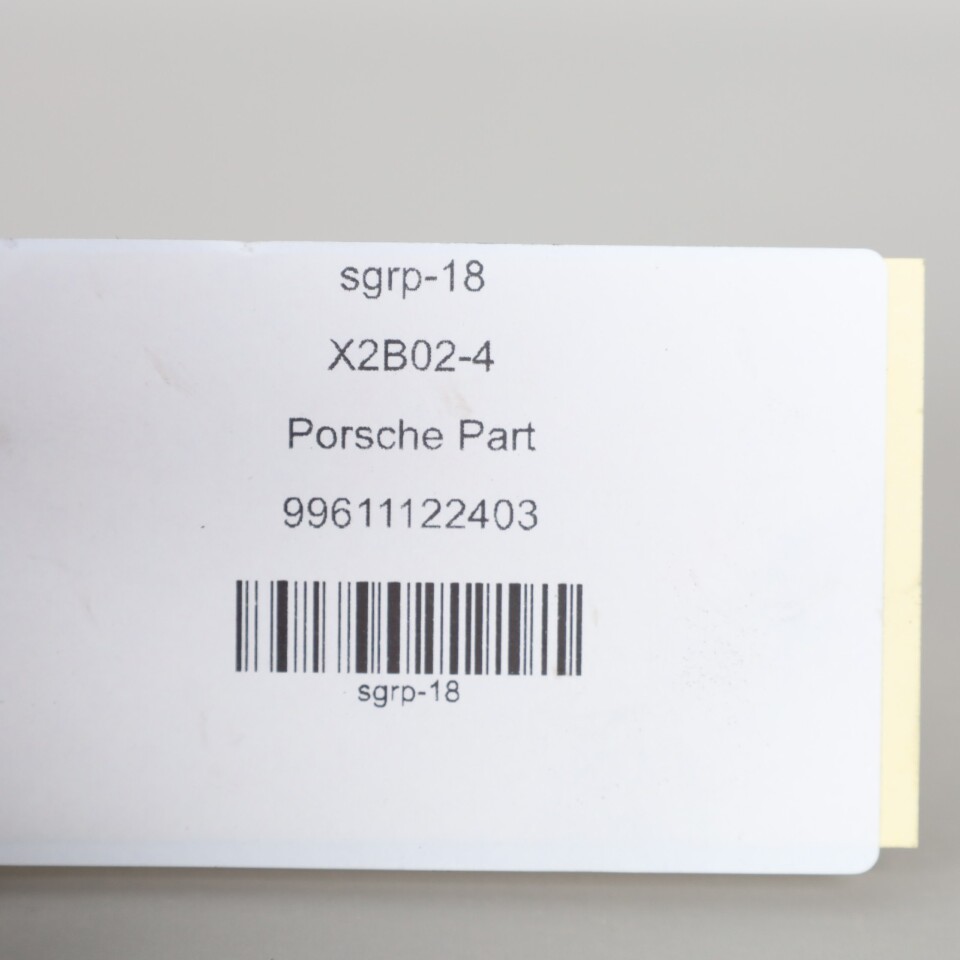 sgrp-18
X2B02-4
Porsche Part
99611122403
sgrp-18